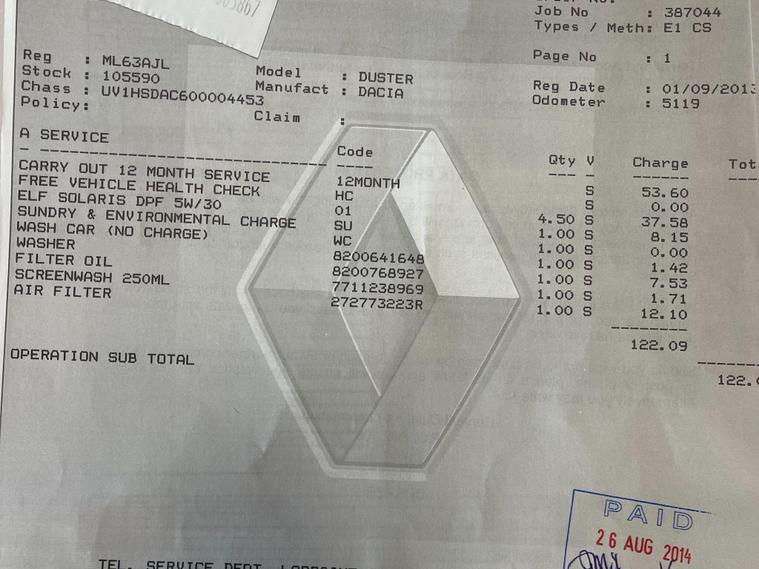 Job No : 387044
Types / Meth: E1 CS
Page No : 1
Reg : ML63AJL
Stock : 105590
Chass : UV1HSDAC600004453
Policy:
Model : DUSTER
Manufact : DACIA
Claim :
Reg Date : 01/09/2013
Odometer : 5119
A SERVICE
Code Qty V Charge Tot
CARRY OUT 12 MONTH SERVICE 12MONTH S 53.60
FREE VEHICLE HEALTH CHECK HC S 0.00
ELF SOLARIS DPF 5W/30 01 4.50 S 37.58
SUNDRY & ENVIRONMENTAL CHARGE SU 1.00 S 8.15
WASH CAR (NO CHARGE) WC 1.00 S 0.00
WASHER 8200641648 1.00 S 1.42
FILTER OIL 8200768927 1.00 S 7.53
SCREENWASH 250ML 7711238969 1.00 S 1.71
AIR FILTER 272773223R 1.00 S 12.10
122.09
OPERATION SUB TOTAL 122.
PAID
26 AUG 2014
TEL. SERVICE DEPT.